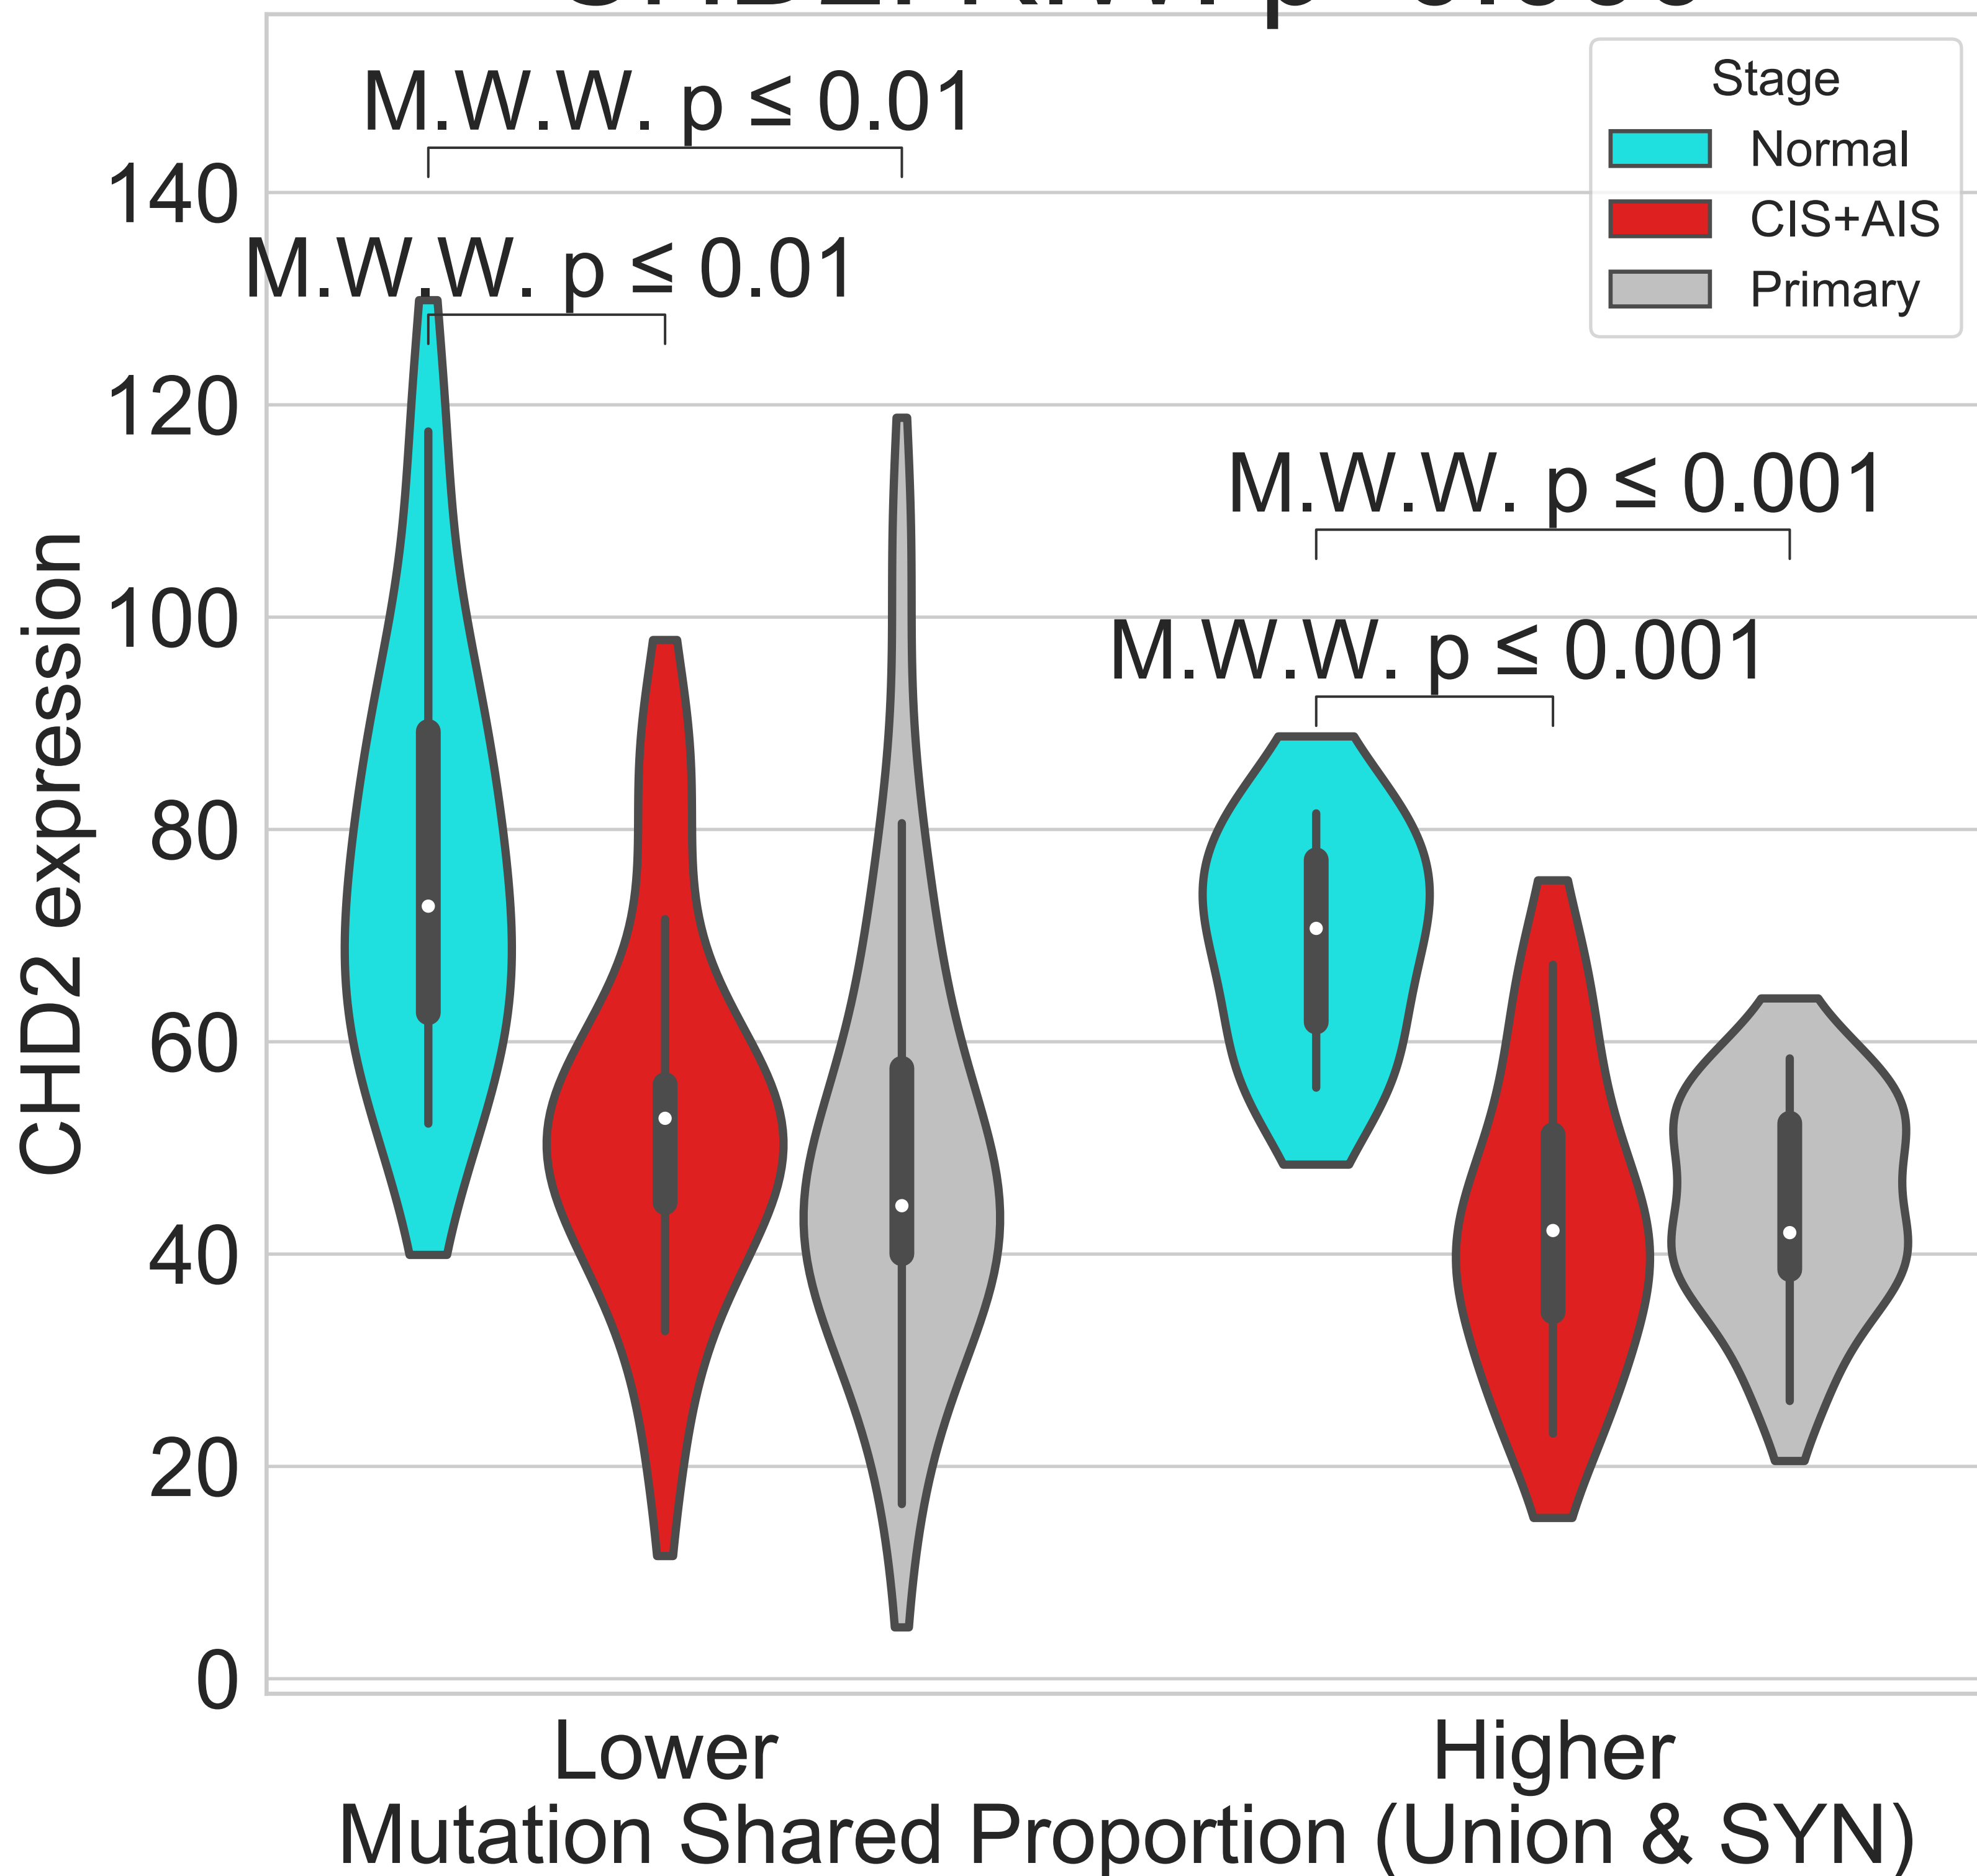 M.W.W. p ≤ 0.01
Stage
Normal
CIS+AIS
Primary
140
M.W.W. p ≤ 0.01
120
M.W.W. p ≤ 0.001
100
M.W.W. p ≤ 0.001
80
60
40
20
0
CHD2 expression
Lower
Higher
Mutation Shared Proportion (Union & SYN)